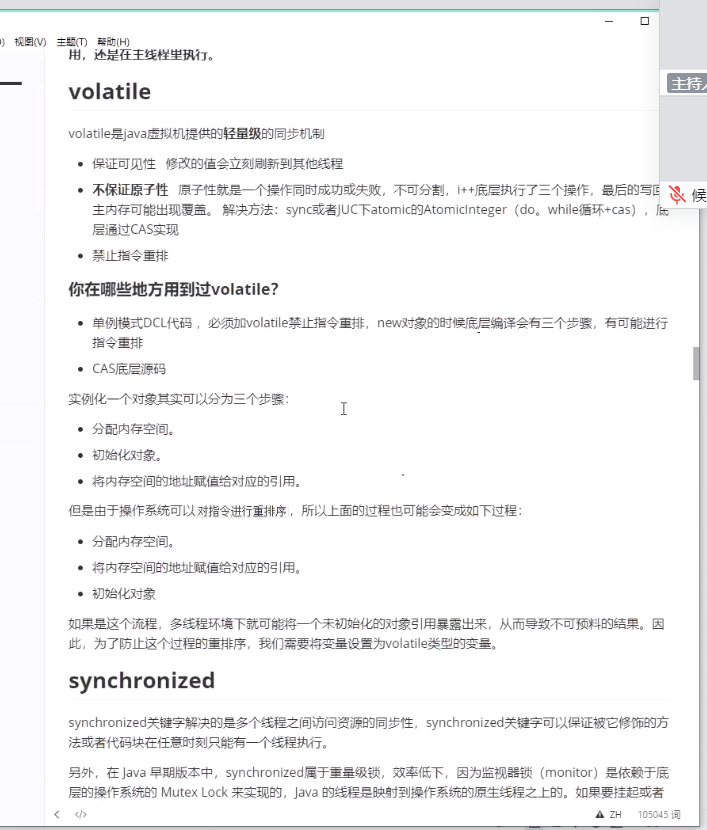 视图(V) 主题(T) 帮助(H)
用，还是在主线程里执行。
主持人
volatile
volatile是java虚拟机提供的轻量级的同步机制
保证可见性 修改的值会立刻刷新到其他线程
不保证原子性 原子性就是一个操作同时成功或失败，不可分割，i++底层执行了三个操作，最后的写回
主内存可能出现覆盖。 解决方法：sync或者JUC下atomic的AtomicInteger（do。while循环+cas），底
层通过CAS实现
候
禁止指令重排
你在哪些地方用到过volatile?
单例模式DCL代码 ，必须加volatile禁止指令重排，new对象的时候底层编译会有三个步骤，有可能进行
指令重排
CAS底层源码
实例化一个对象其实可以分为三个步骤：
分配内存空间。
初始化对象。
将内存空间的地址赋值给对应的引用。
但是由于操作系统可以对指令进行重排序，所以上面的过程也可能会变成如下过程：
分配内存空间。
将内存空间的地址赋值给对应的引用。
初始化对象
如果是这个流程，多线程环境下就可能将一个未初始化的对象引用暴露出来，从而导致不可预料的结果。因
此，为了防止这个过程的重排序，我们需要将变量设置为volatile类型的变量。
synchronized
synchronized关键字解决的是多个线程之间访问资源的同步性，synchronized关键字可以保证被它修饰的方
法或者代码块在任意时刻只能有一个线程执行。
另外，在 Java 早期版本中，synchronized属于重量级锁，效率低下，因为监视器锁（monitor）是依赖于底
层的操作系统的 Mutex Lock 来实现的，Java 的线程是映射到操作系统的原生线程之上的。如果要挂起或者
</> ZH 105045 词